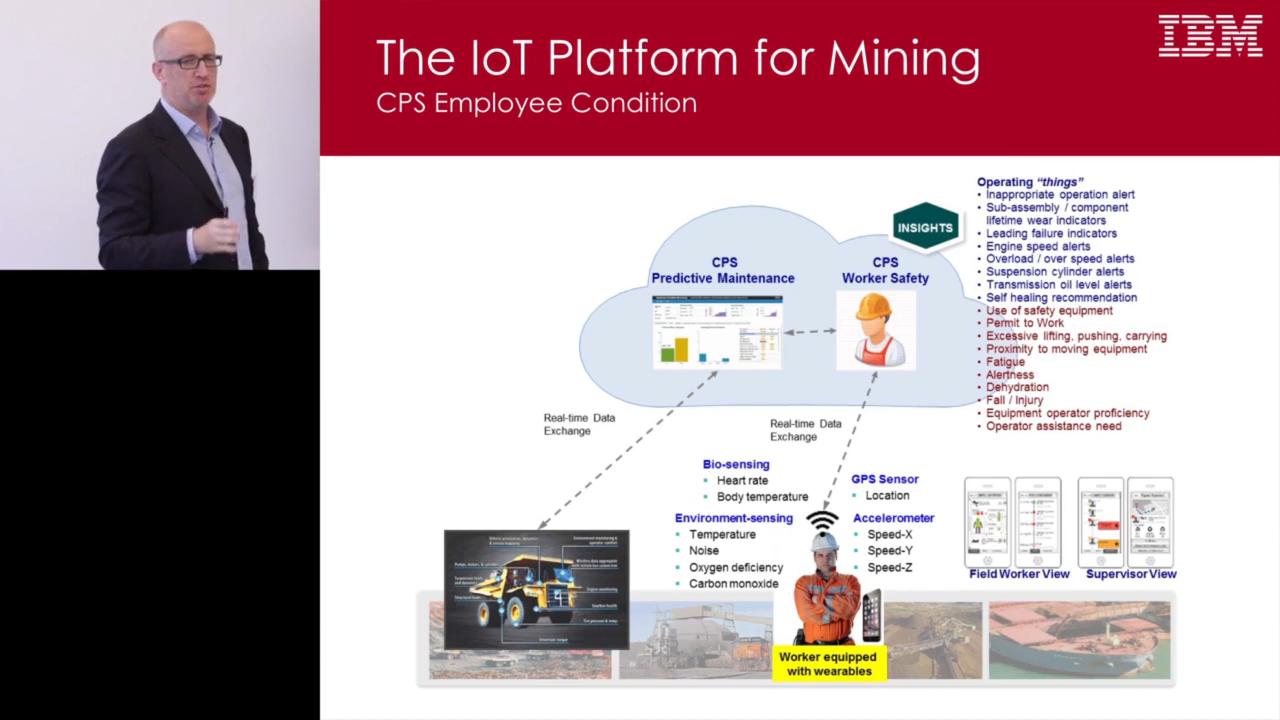 The IoT Platform for Mining
CPS Employee Condition
IBM
INSIGHTS
CPS
Predictive Maintenance
CPS
Worker Safety
Operating “things”
• Inappropriate operation alert
• Sub-assembly / component
lifetime wear indicators
• Leading failure indicators
• Engine speed alerts
• Overload / over speed alerts
• Suspension cylinder alerts
• Transmission oil level alerts
• Self healing recommendation
• Use of safety equipment
• Permit to Work
• Excessive lifting, pushing, carrying
• Proximity to moving equipment
• Fatigue
• Alertness
• Dehydration
• Fall / Injury
• Equipment operator proficiency
• Operator assistance need
Real-time Data
Exchange
Real-time Data
Exchange
Bio-sensing
Heart rate
Body temperature
Environment-sensing
Temperature
Noise
Oxygen deficiency
Carbon monoxide
GPS Sensor
Location
Accelerometer
Speed-X
Speed-Y
Speed-Z
Field Worker View
Supervisor View
Worker equipped
with wearables